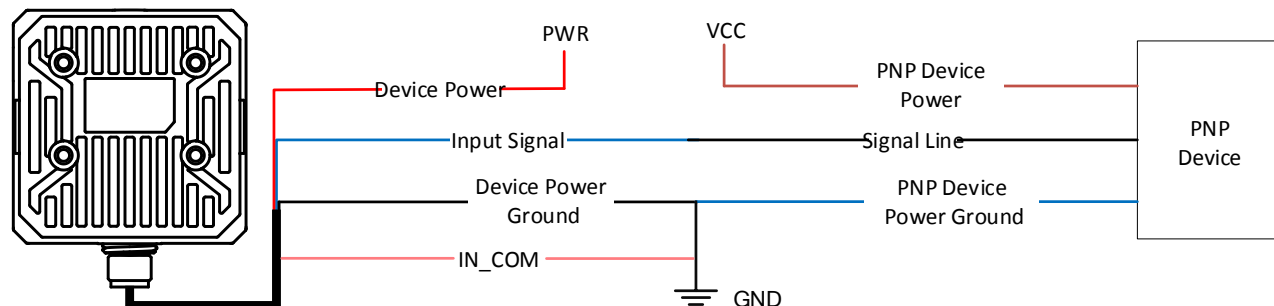 PWR
VCC
Device Power
PNP Device
Power
Input Signal
Signal Line
PNP
Device
Device Power
Ground
PNP Device
Power Ground
IN_COM
GND